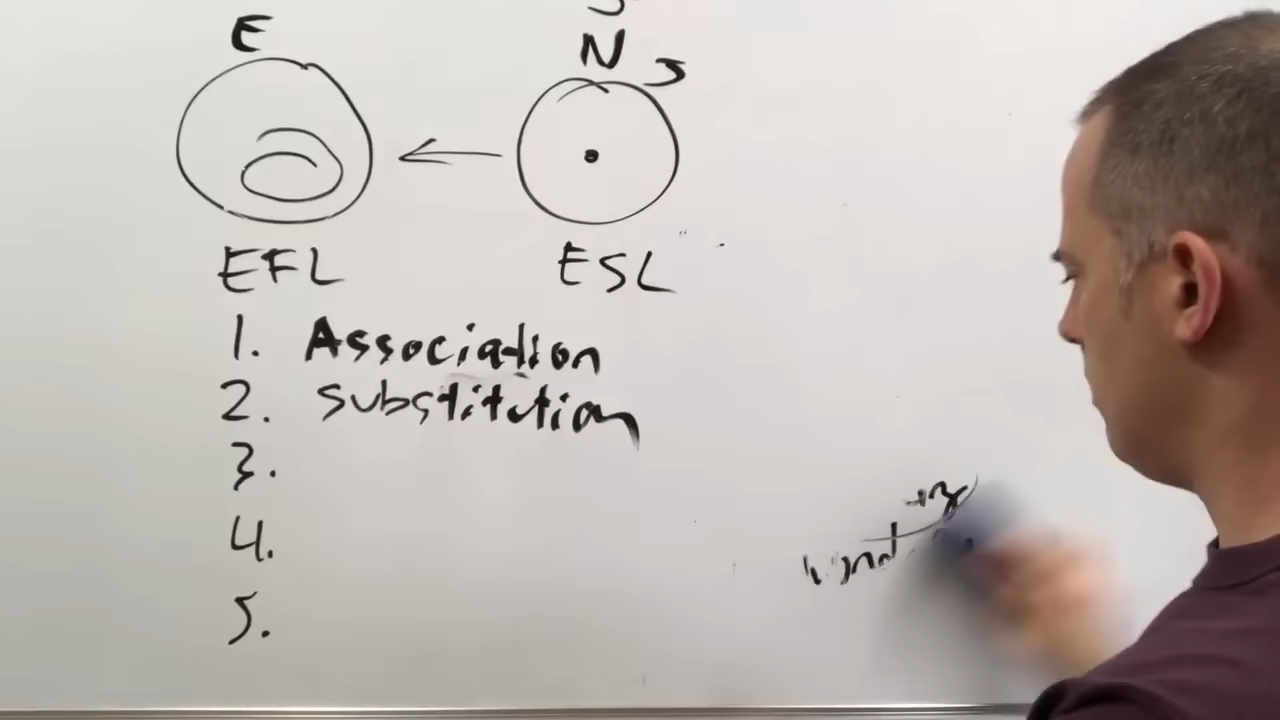 E
N
S
EFL
ESL
1. Association
2. Substitution
3.
4.
5.